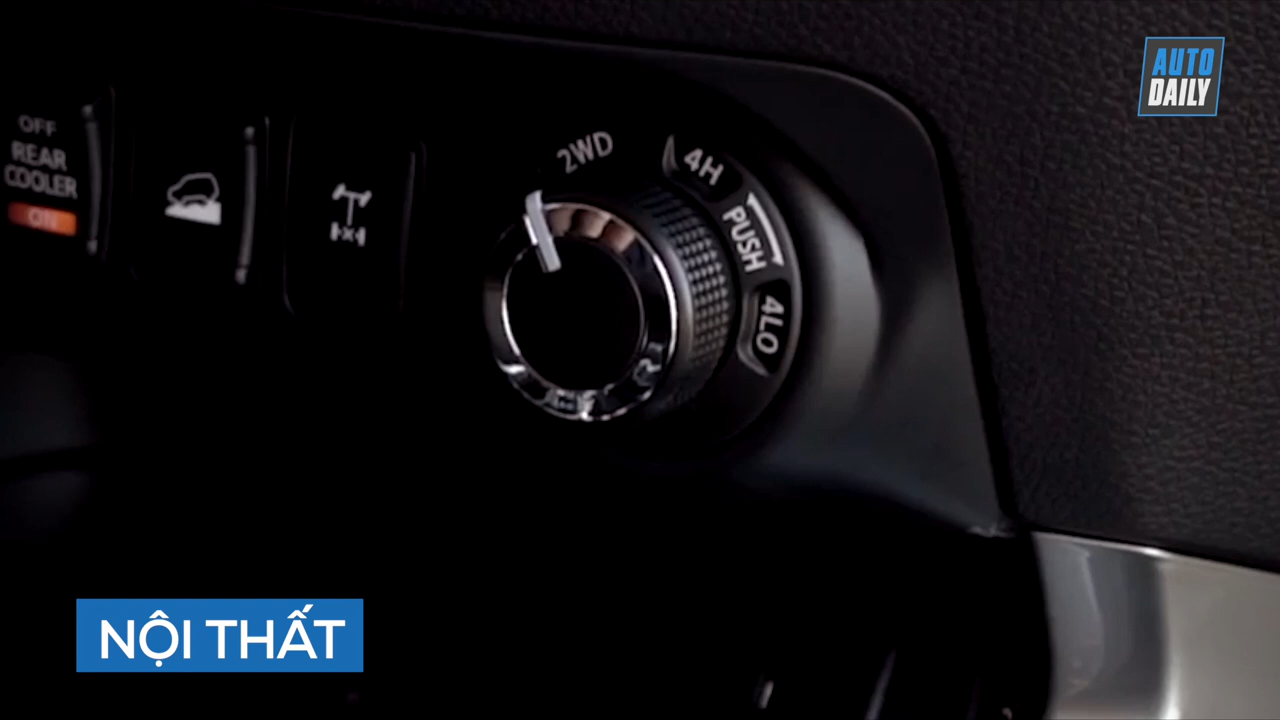 AUTO
DAILY
OFF
REAR
COOLER
ON
2WD
4H
PUSH
4LO
NỘI THẤT